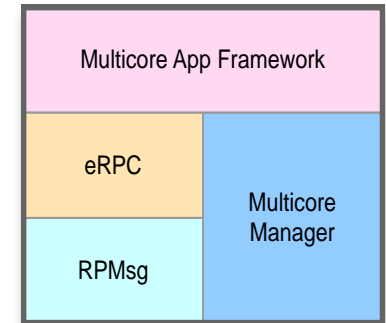 Multicore App Framework
eRPC
Multicore
Manager
RPMsg